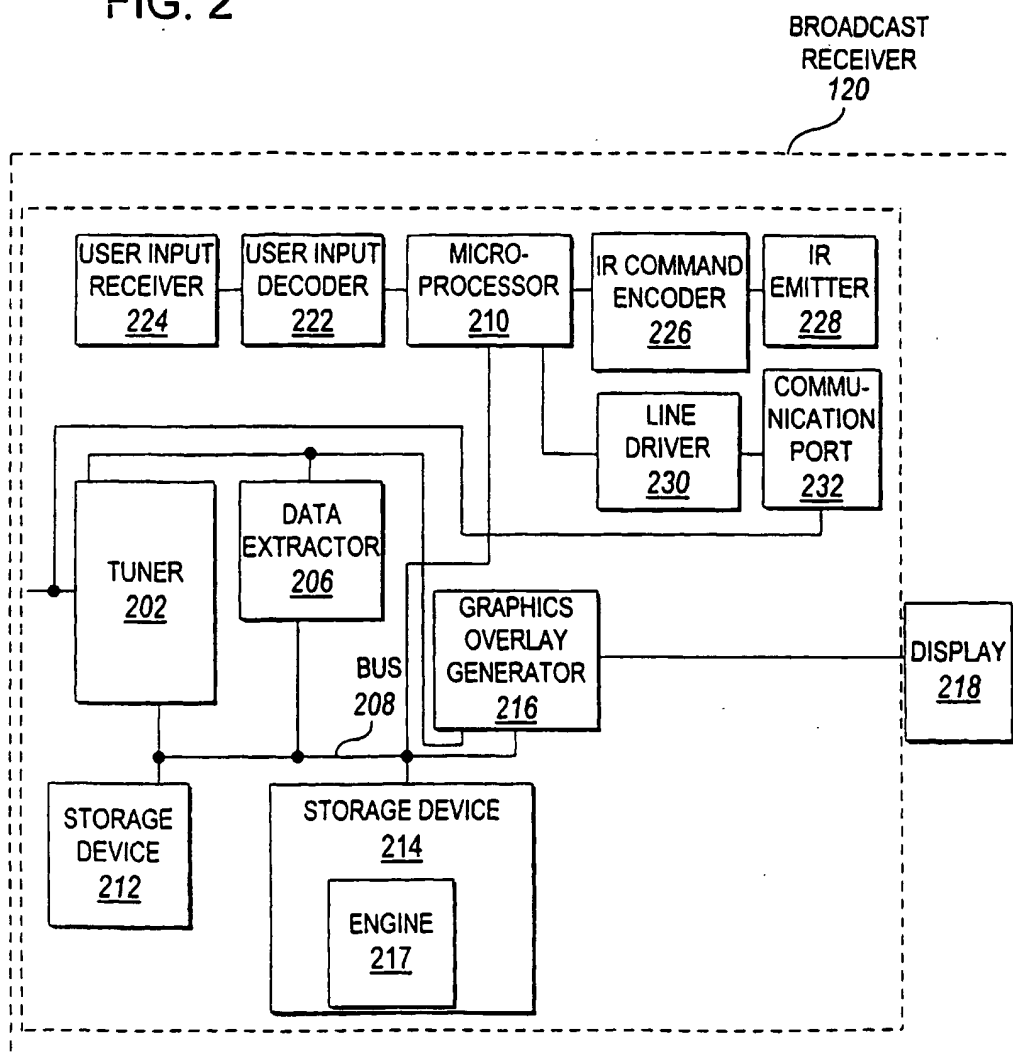 FIG. 2
BROADCAST
RECEIVER
120
USER INPUT
RECEIVER
224
USER INPUT
DECODER
222
MICRO-
PROCESSOR
210
IR COMMAND
ENCODER
226
IR
EMITTER
228
LINE
DRIVER
230
COMMU-
NICATION
PORT
232
TUNER
202
DATA
EXTRACTOR
206
GRAPHICS
OVERLAY
GENERATOR
216
DISPLAY
218
BUS
208
STORAGE
DEVICE
212
STORAGE DEVICE
214
ENGINE
217